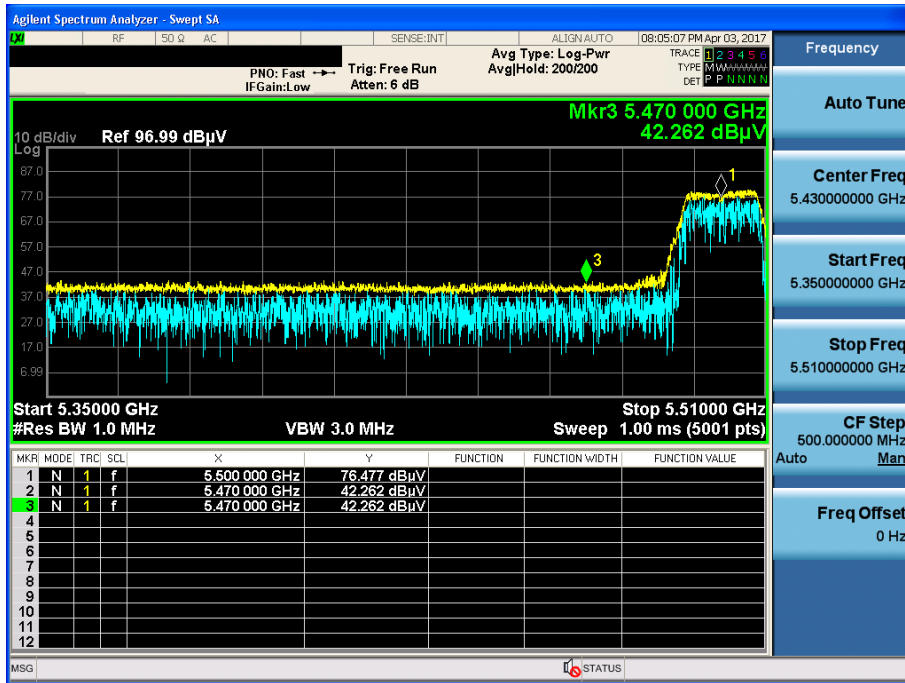 Agilent Spectrum Analyzer - Swept SA
LXI RF 50 Ω AC SENSE:INT ALIGN AUTO 08:05:07 PM Apr 03, 2017
PNO: Fast
IFGain:Low
Trig: Free Run
Atten: 6 dB
Avg Type: Log-Pwr
Avg|Hold: 200/200
TRACE 1 2 3 4 5 6
TYPE M W W W W W
DET P P N N N N
Frequency
Mkr3 5.470 000 GHz
42.262 dBµV
10 dB/div Ref 96.99 dBµV
Log
87.0
77.0
67.0
57.0
47.0
37.0
27.0
17.0
6.99
1
3
Start 5.35000 GHz Stop 5.51000 GHz
#Res BW 1.0 MHz VBW 3.0 MHz Sweep 1.00 ms (5001 pts)
MKR MODE TRC SCL X Y FUNCTION FUNCTION WIDTH FUNCTION VALUE
1 N 1 f 5.500 000 GHz 76.477 dBµV
2 N 1 f 5.470 000 GHz 42.262 dBµV
3 N 1 f 5.470 000 GHz 42.262 dBµV
4
5
6
7
8
9
10
11
12
Auto Tune
Center Freq
5.430000000 GHz
Start Freq
5.350000000 GHz
Stop Freq
5.510000000 GHz
CF Step
500.000000 MHz
Auto Man
Freq Offset
0 Hz
MSG STATUS